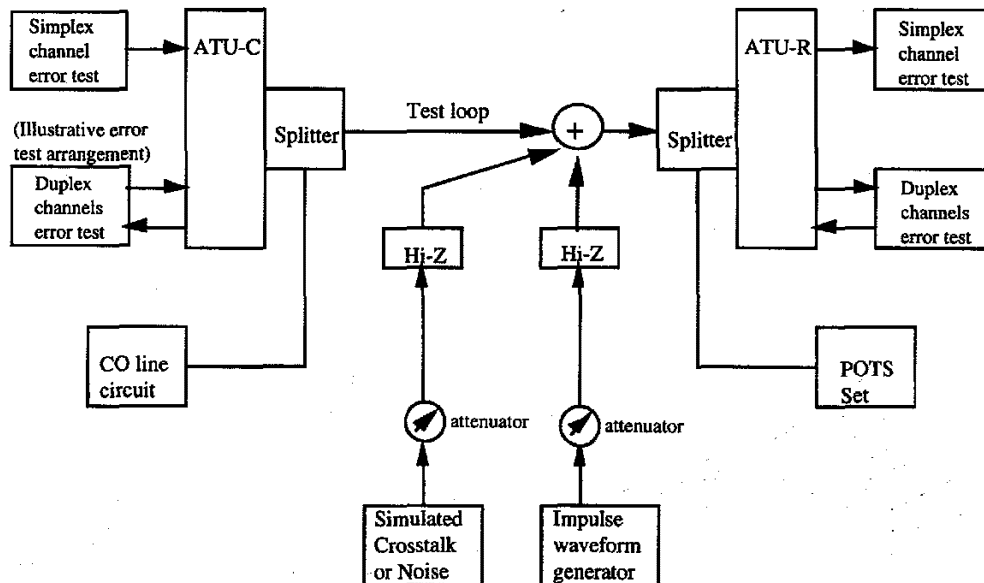 Simplex
channel
error test
ATU-C
(Illustrative error
test arrangement)
Duplex
channels
error test
Splitter
Test loop
+
Splitter
ATU-R
Simplex
channel
error test
Duplex
channels
error test
Hi-Z
Hi-Z
CO line
circuit
POTS
Set
attenuator
attenuator
Simulated
Crosstalk
or Noise
Impulse
waveform
generator